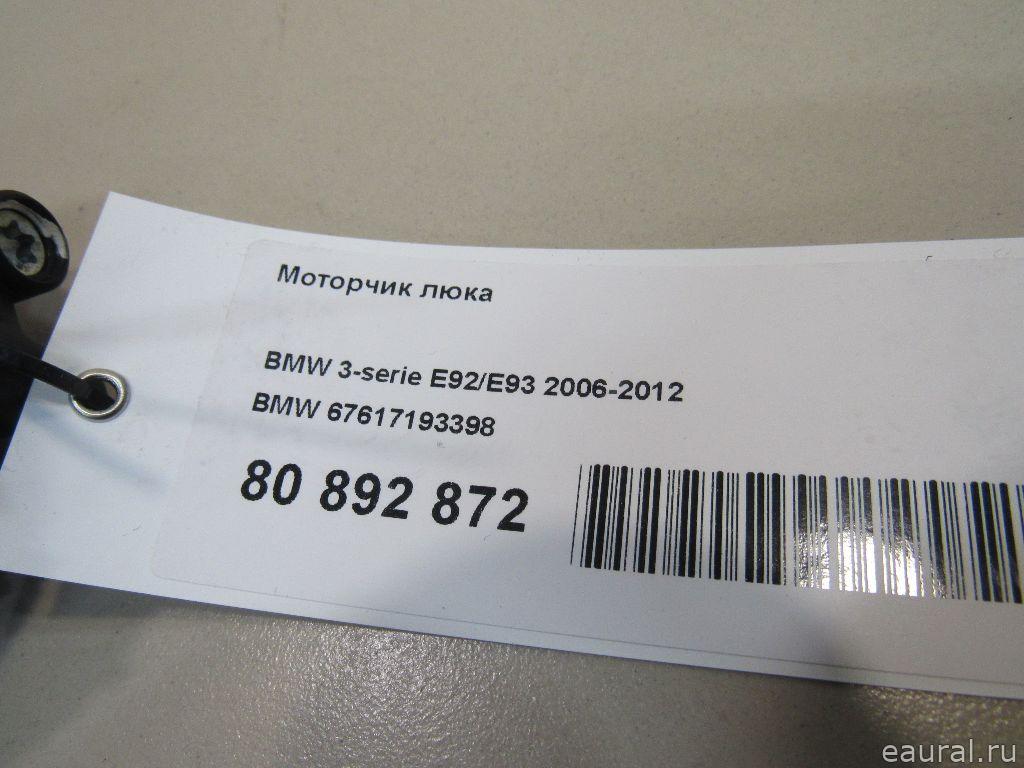 Моторчик люка
BMW 3-serie E92/E93 2006-2012
BMW 67617193398
80 892 872
eaural.ru